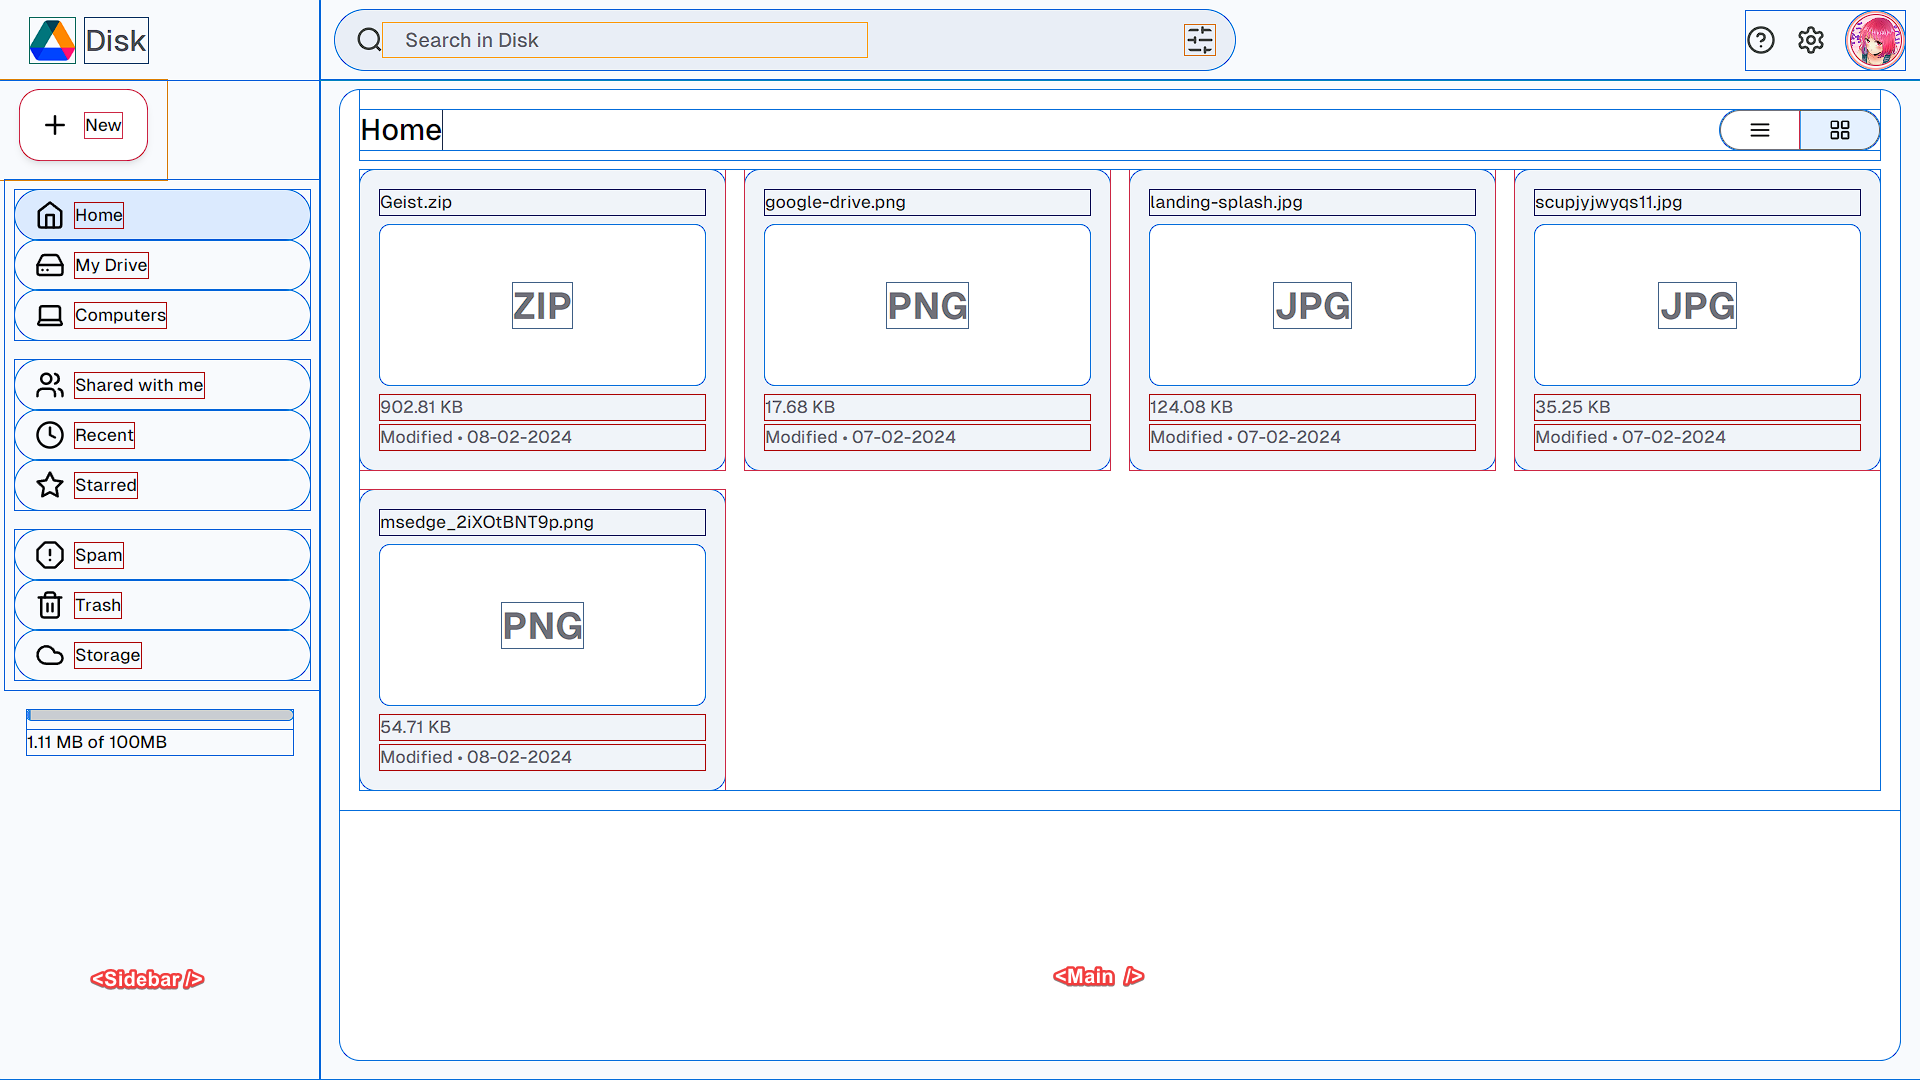 Disk
Search in Disk
New
Home
My Drive
Computers
Shared with me
Recent
Starred
Spam
Trash
Storage
1.11 MB of 100MB
<Sidebar />
Home
Geist.zip
ZIP
902.81 KB
Modified • 08-02-2024
google-drive.png
PNG
17.68 KB
Modified • 07-02-2024
landing-splash.jpg
JPG
124.08 KB
Modified • 07-02-2024
scupjyjwyqs11.jpg
JPG
35.25 KB
Modified • 07-02-2024
msedge_2iXOtBNT9p.png
PNG
54.71 KB
Modified • 08-02-2024
<Main />